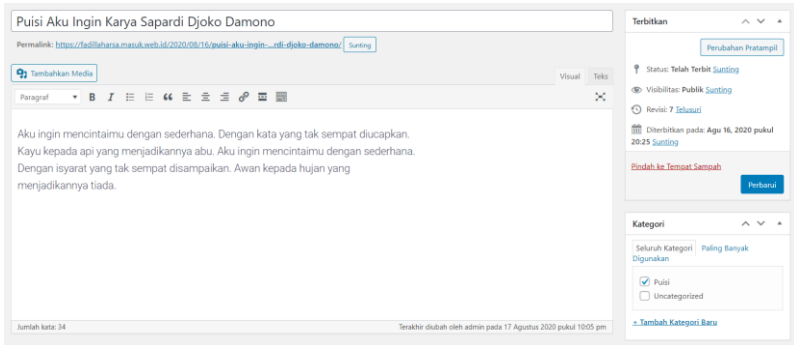 Puisi Aku Ingin Karya Sapardi Djoko Damono
Permalink: https://fadillaharsa.masuk.web.id/2020/08/16/puisi-aku-ingin-...rdi-djoko-damono/ Sunting
Tambahkan Media
Visual Teks
Paragraf
Aku ingin mencintaimu dengan sederhana. Dengan kata yang tak sempat diucapkan.
Kayu kepada api yang menjadikannya abu. Aku ingin mencintaimu dengan sederhana.
Dengan isyarat yang tak sempat disampaikan. Awan kepada hujan yang
menjadikannya tiada.
Jumlah kata: 34
Terakhir diubah oleh admin pada 17 Agustus 2020 pukul 10:05 pm
Terbitkan
Perubahan Pratampil
Status: Telah Terbit Sunting
Visibilitas: Publik Sunting
Revisi: 7 Telusuri
Diterbitkan pada: Agu 16, 2020 pukul
20:25 Sunting
Pindah ke Tempat Sampah
Perbarui
Kategori
Seluruh Kategori Paling Banyak
Digunakan
Puisi
Uncategorized
+ Tambah Kategori Baru